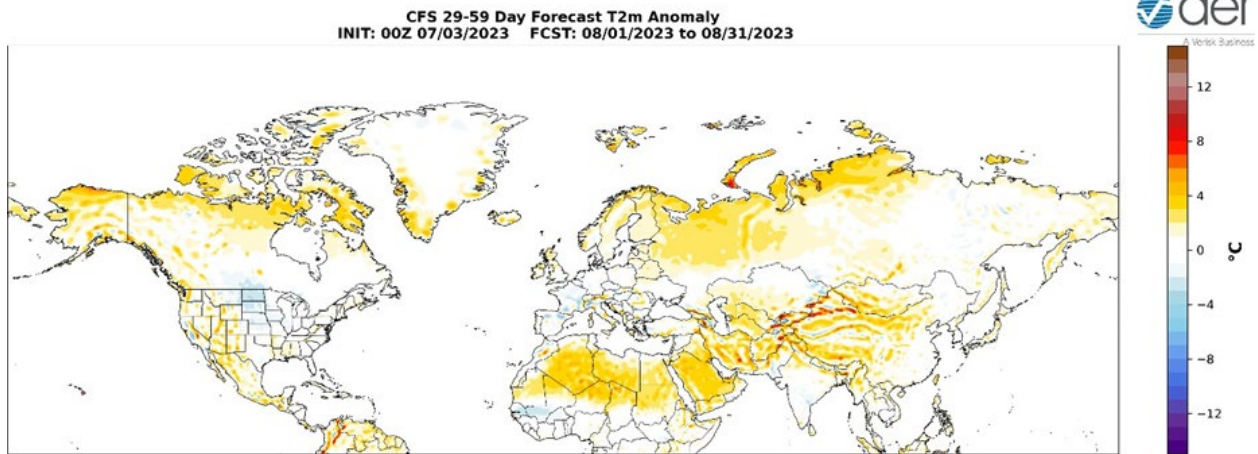 CFS 29-59 Day Forecast T2m Anomaly
INIT: 00Z 07/03/2023 FCST: 08/01/2023 to 08/31/2023
aer
A Verisk Business
12
8
4
0
−4
−8
−12
°C